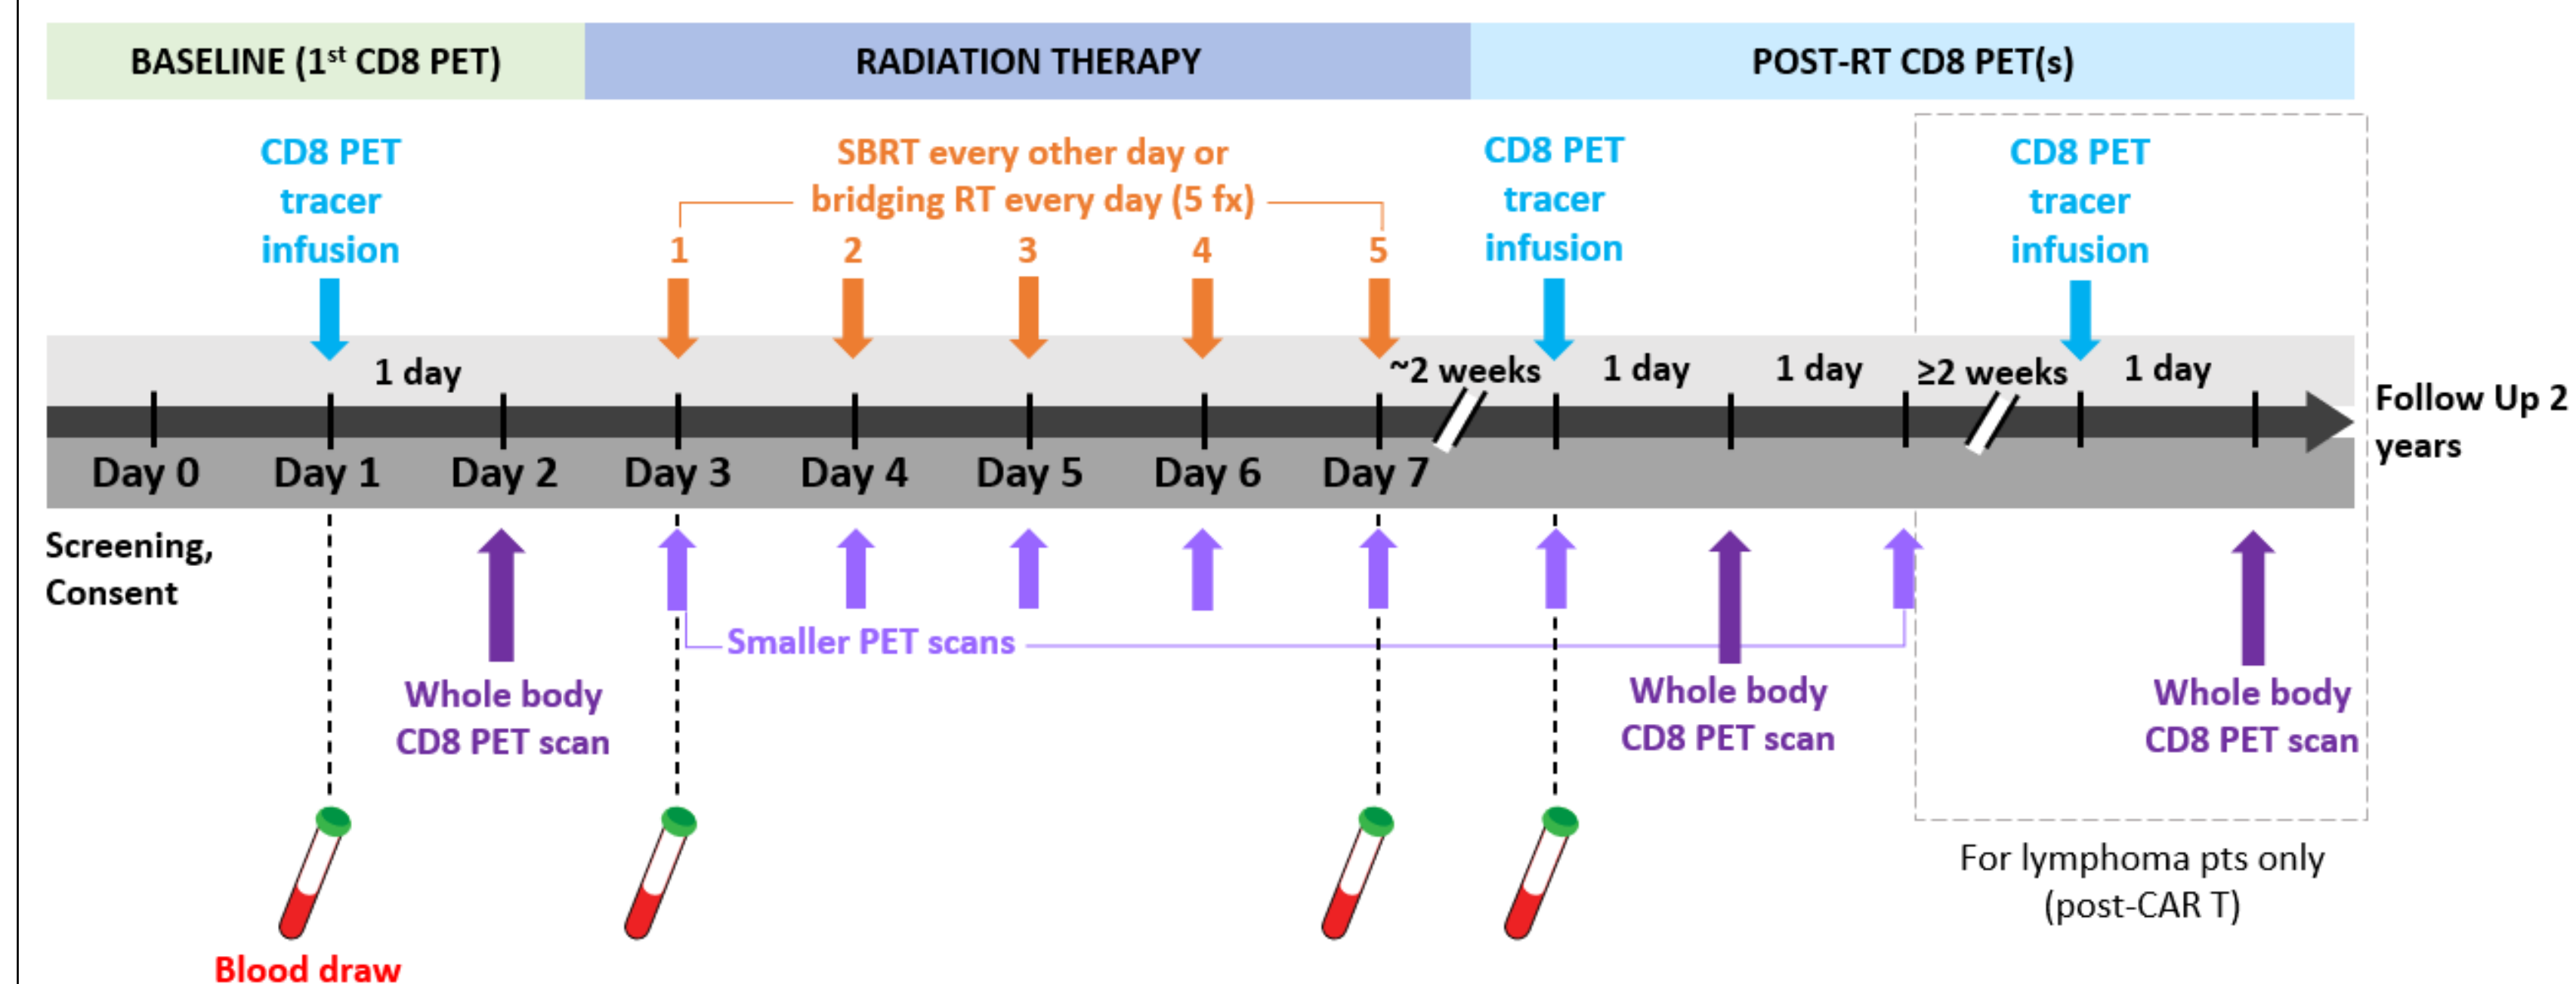 BASELINE (1st CD8 PET)
RADIATION THERAPY
POST-RT CD8 PET(s)
CD8 PET
tracer
infusion
SBRT every other day or
bridging RT every day (5 fx)
1
2
3
4
5
CD8 PET
tracer
infusion
CD8 PET
tracer
infusion
1 day
~2 weeks
1 day
1 day
≥2 weeks
1 day
Follow Up 2
years
Day 0
Day 1
Day 2
Day 3
Day 4
Day 5
Day 6
Day 7
Screening,
Consent
Smaller PET scans
Whole body
CD8 PET scan
Whole body
CD8 PET scan
Whole body
CD8 PET scan
For lymphoma pts only
(post-CAR T)
Blood draw